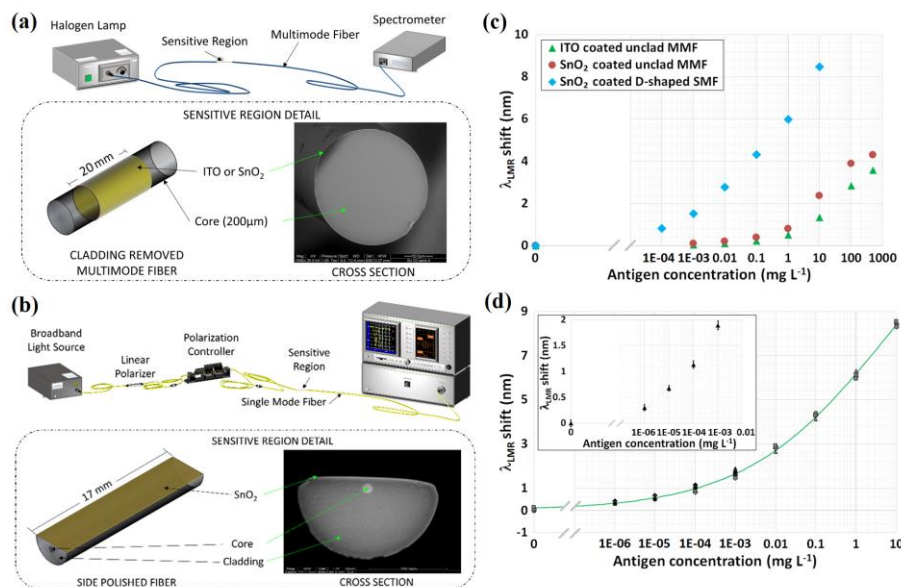 (a)
Halogen Lamp
Sensitive
Region
Multimode
Fiber
Spectrometer
SENSITIVE REGION DETAIL
20 mm
ITO or SnO₂
Core (200μm)
CLADDING REMOVED
MULTIMODE FIBER
CROSS SECTION
(b)
Broadband
Light Source
Linear
Polarizer
Polarization
Controller
Sensitive
Region
Single Mode Fiber
SENSITIVE REGION DETAIL
17 mm
SnO₂
Core
Cladding
SIDE POLISHED FIBER
CROSS SECTION
(c)
λLMR shift (nm)
10
8
6
4
2
0
ITO coated unclad MMF
SnO₂ coated unclad MMF
SnO₂ coated D-shaped SMF
0 1E-04 1E-03 0.01 0.1 1 10 100 5000
Antigen concentration (mg L⁻¹)
(d)
λLMR shift (nm)
9
7
5
3
1
-1
0 1E-06 1E-05 1E-04 1E-03 0.01 0.1 1 10
Antigen concentration (mg L⁻¹)
λLMR shift (nm)
2
1.5
1
0.5
0
0 1E-06 1E-05 1E-04 1E-03 0.01
Antigen concentration (mg L⁻¹)